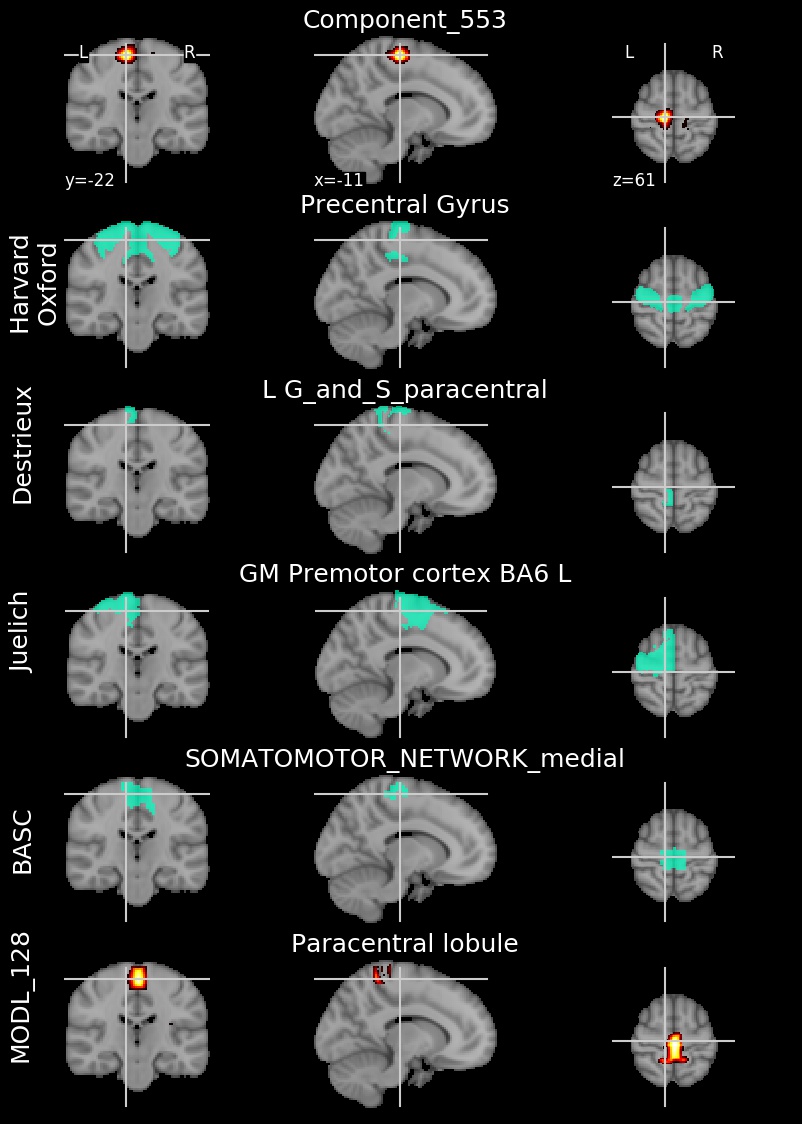 Component_553
L
R
L
R
y=-22
x=-11
z=61
Precentral Gyrus
Harvard
Oxford
L G_and_S_paracentral
Destrieux
GM Premotor cortex BA6 L
Juelich
SOMATOMOTOR_NETWORK_medial
BASC
Paracentral lobule
MODL_128